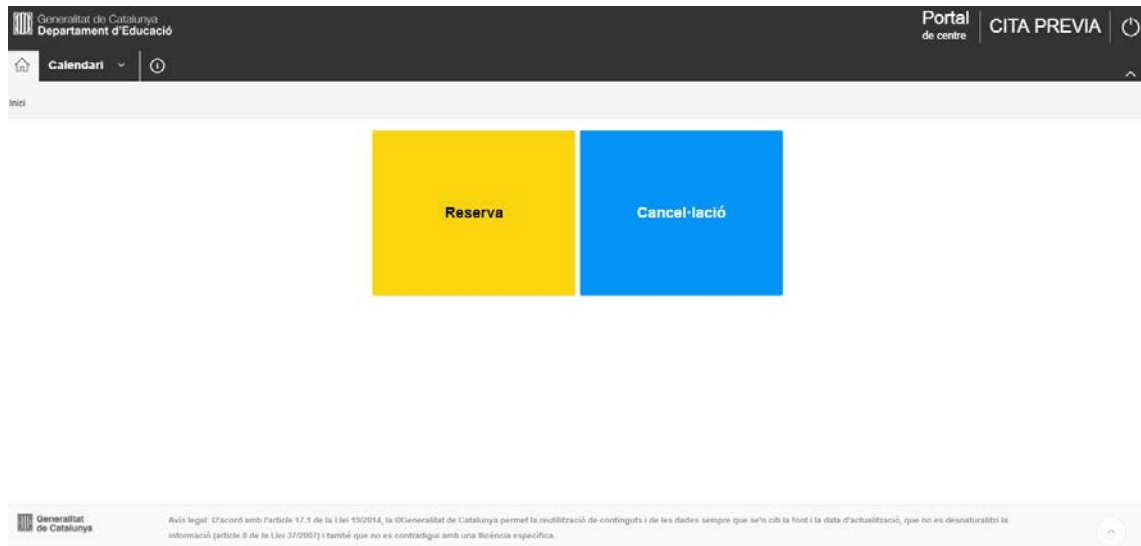 Generalitat de Catalunya
Departament d'Educació
Portal
de centre
CITA PREVIA
Calendari
Inici
Reserva
Cancel·lació
Generalitat
de Catalunya
Avís legal: D'acord amb l'article 17.1 de la Llei 19/2014, la ©Generalitat de Catalunya permet la reutilització de continguts i de les dades sempre que se'n citi la font i la data d'actualització, que no es desnaturalitzi la
informació (article 8 de la Llei 37/2007) i també que no es contradigui amb una llicència específica.